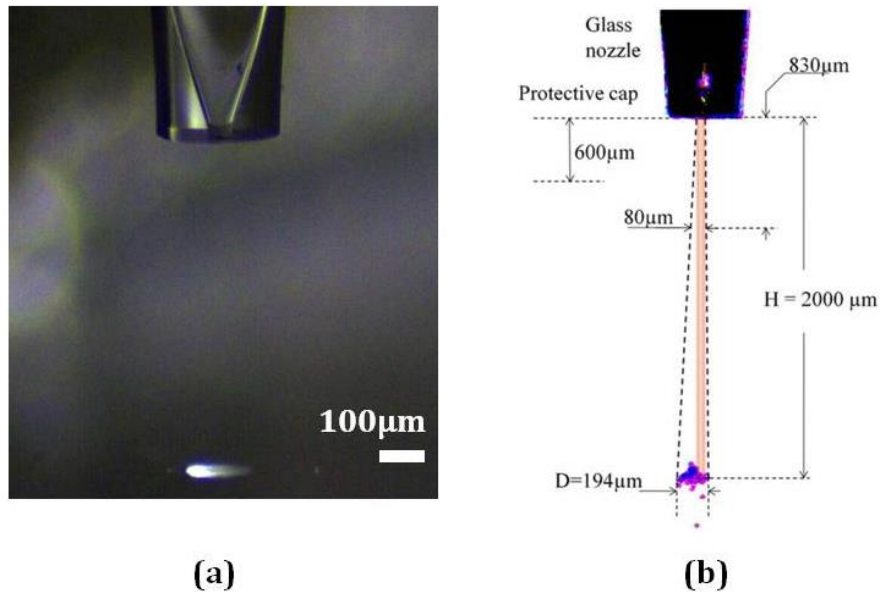 100μm
(a)
Glass
nozzle
Protective cap
830μm
600μm
80μm
H = 2000 μm
D=194μm
(b)